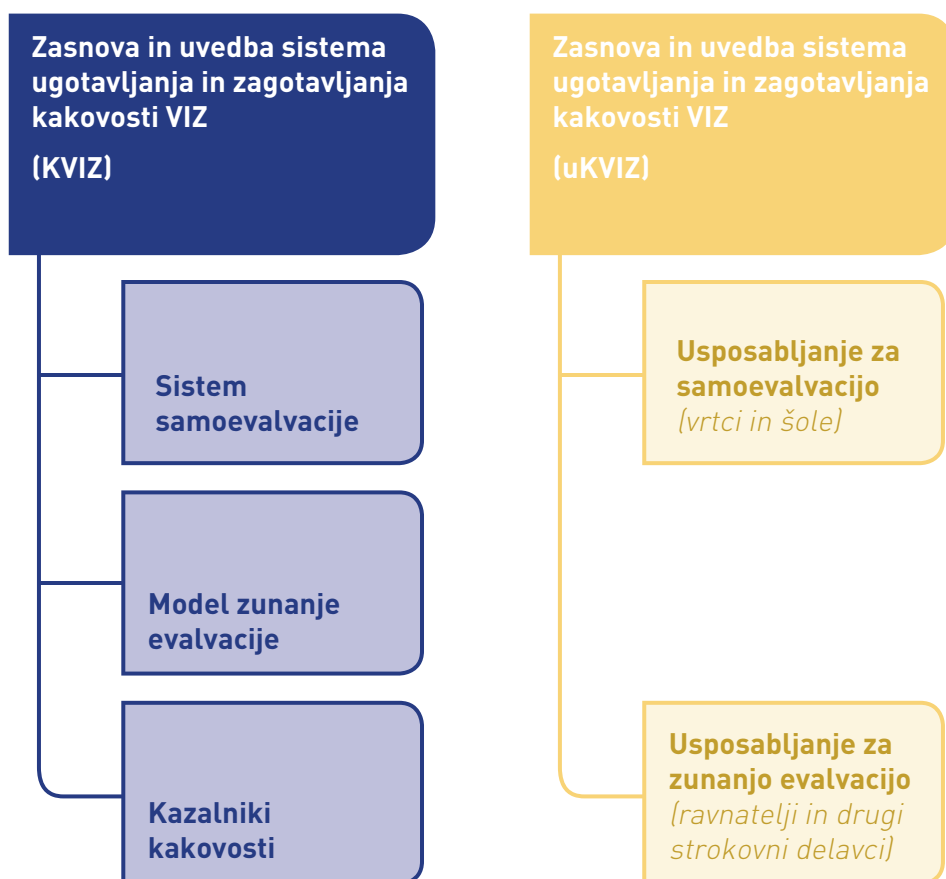 Zasnova in uvedba sistema
ugotavljanja in zagotavljanja
kakovosti VIZ
(KVIZ)
Sistem
samoevalvacije
Model zunanje
evalvacije
Kazalniki
kakovosti
Zasnova in uvedba sistema
ugotavljanja in zagotavljanja
kakovosti VIZ
(uKVIZ)
Usposabljanje za
samoevalvacijo
(vrtci in šole)
Usposabljanje za
zunanjo evalvacijo
(ravnatelji in drugi
strokovni delavci)